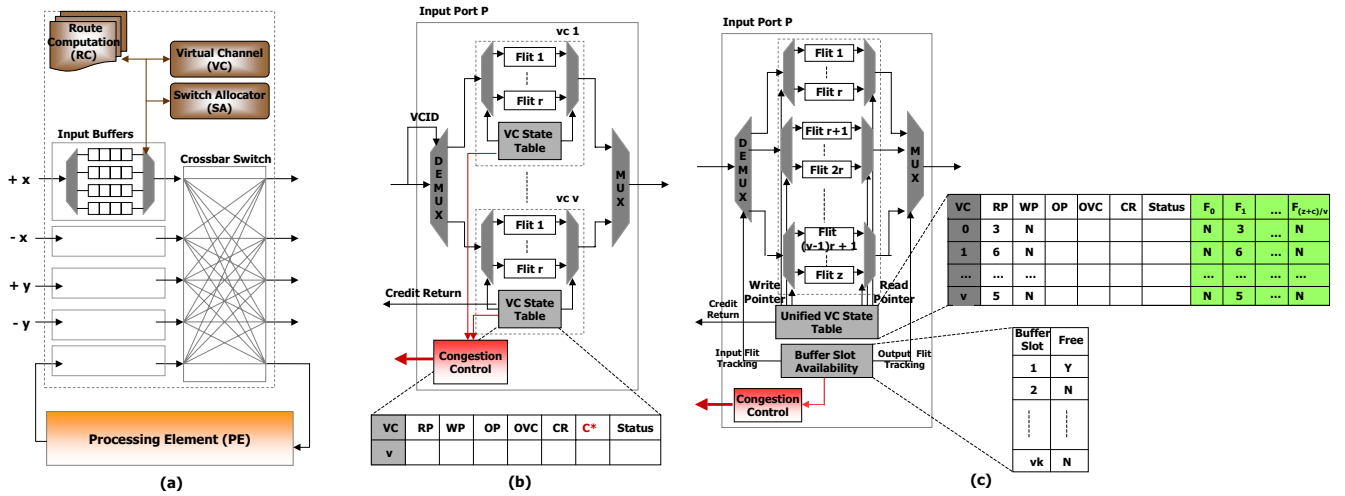 Route
Computation
(RC)
Virtual Channel
(VC)
Switch Allocator
(SA)
Input Buffers
Crossbar Switch
+ x
- x
+ y
- y
Processing Element (PE)
(a)
Input Port P
vc 1
Flit 1
Flit r
VC State
Table
VCID
DEMUX
MUX
vc v
Flit 1
Flit r
VC State
Table
Credit Return
Congestion
Control
VC RP WP OP OVC CR C* Status
v
(b)
Input Port P
Flit 1
Flit r
Flit r+1
Flit 2r
DEMUX
MUX
Flit
(v-1)r + 1
Flit z
Write
Pointer
Read
Pointer
Credit
Return
Unified VC State
Table
Input Flit
Tracking
Buffer Slot
Availability
Output Flit
Tracking
Congestion
Control
VC RP WP OP OVC CR Status F0 F1 ... F(z+c)/v
0 3 N N 3 ... N
1 6 N N 6 ... N
... ... ... ... ... ... ...
v 5 N N 5 ... N
Buffer
Slot
Free
1 Y
2 N
vk N
(c)